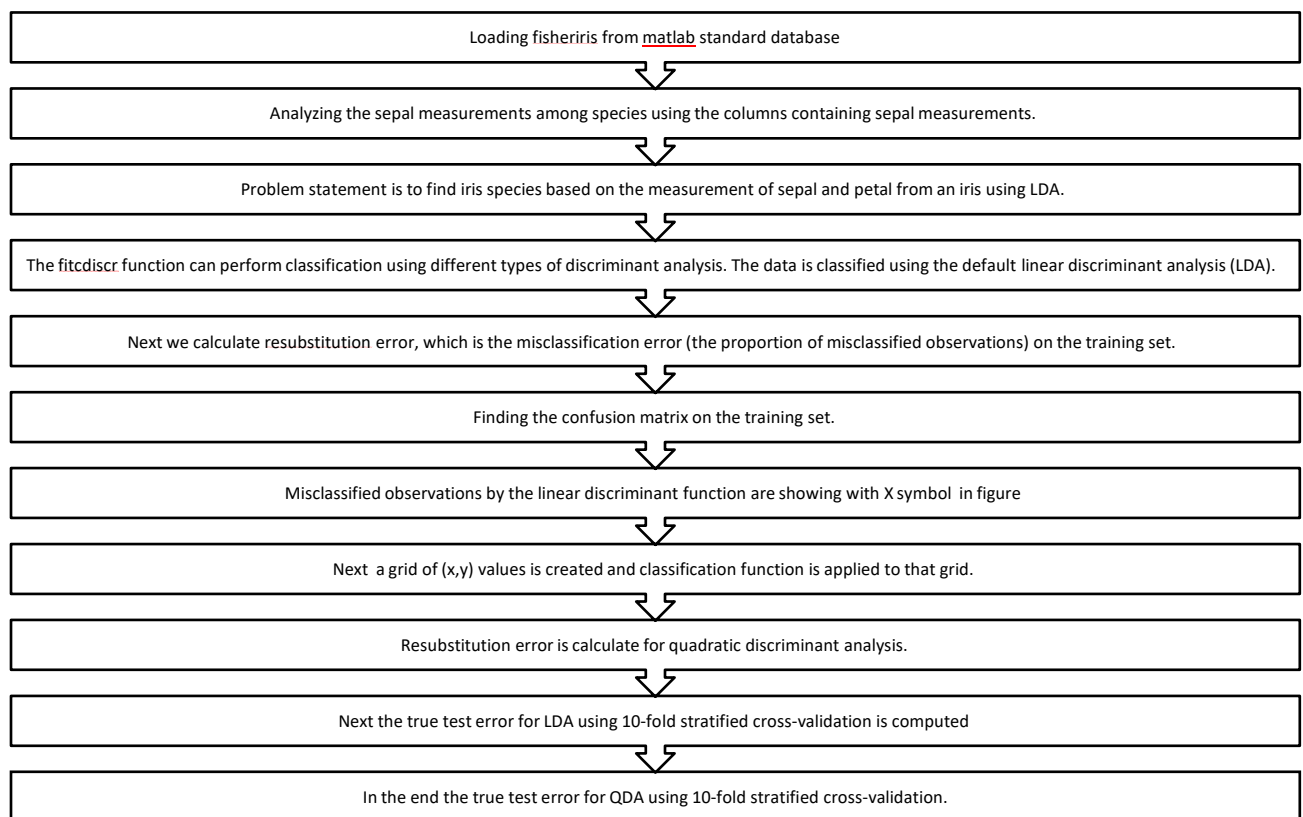 Loading fisheriris from matlab standard database
Analyzing the sepal measurements among species using the columns containing sepal measurements.
Problem statement is to find iris species based on the measurement of sepal and petal from an iris using LDA.
The fitcdiscr function can perform classification using different types of discriminant analysis. The data is classified using the default linear discriminant analysis (LDA).
Next we calculate resubstitution error, which is the misclassification error (the proportion of misclassified observations) on the training set.
Finding the confusion matrix on the training set.
Misclassified observations by the linear discriminant function are showing with X symbol in figure
Next a grid of (x,y) values is created and classification function is applied to that grid.
Resubstitution error is calculate for quadratic discriminant analysis.
Next the true test error for LDA using 10-fold stratified cross-validation is computed
In the end the true test error for QDA using 10-fold stratified cross-validation.